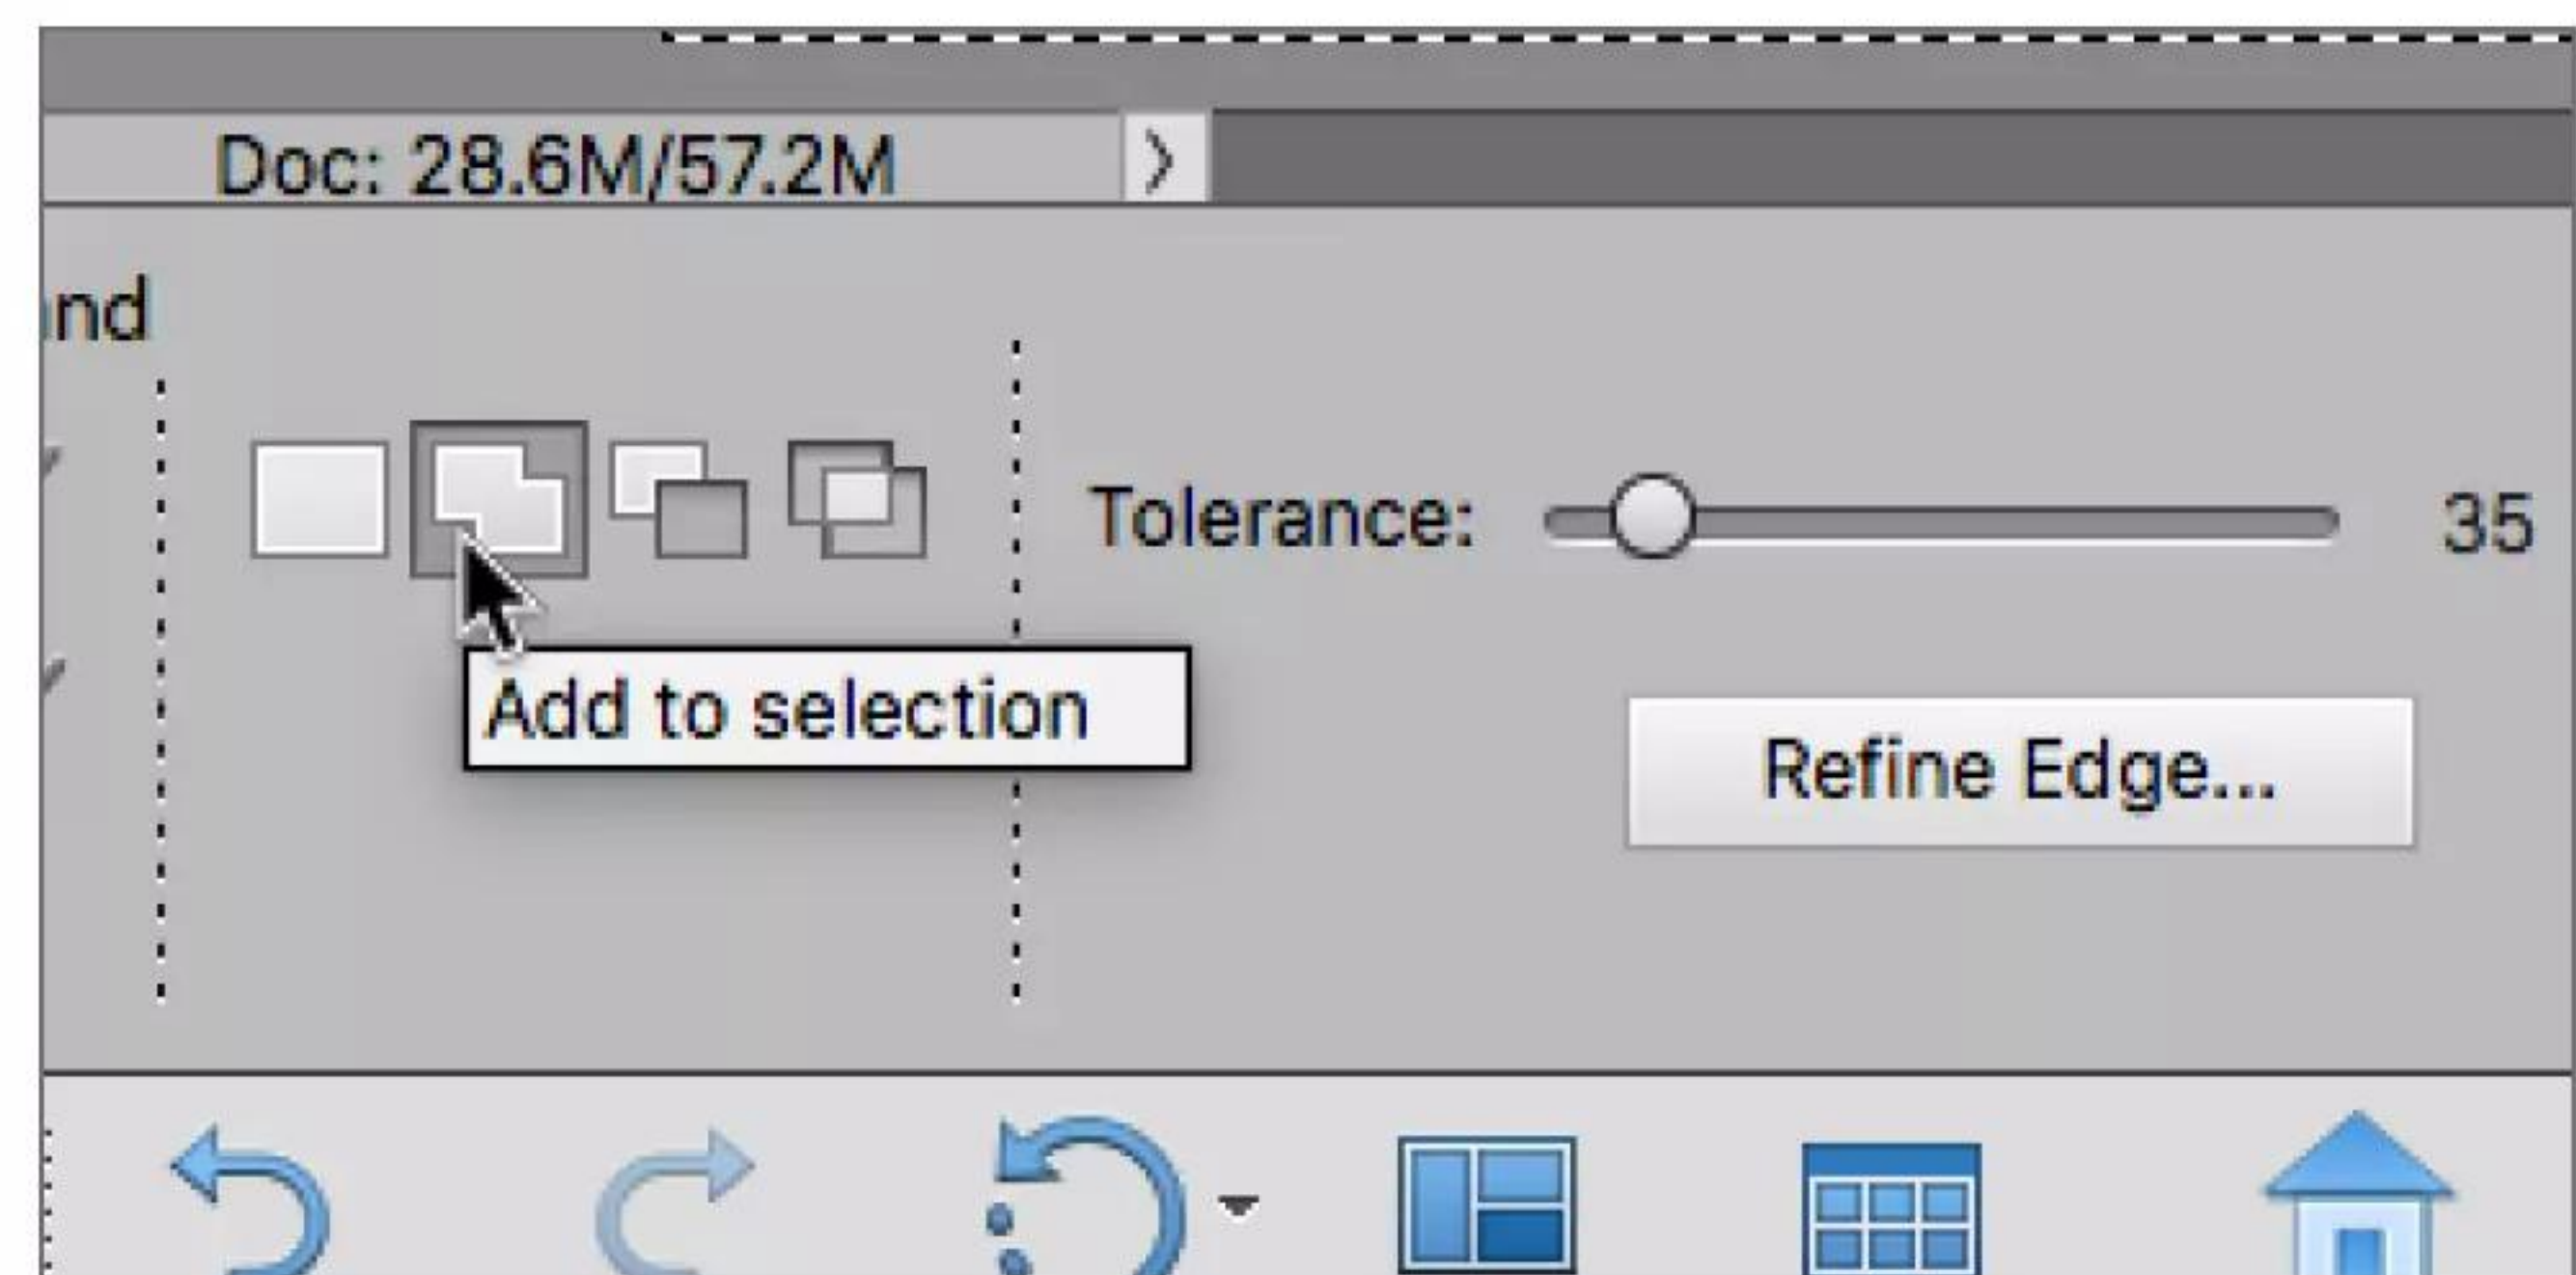 Doc: 28.6M/57.2M
nd
Tolerance: 35
Add to selection
Refine Edge...